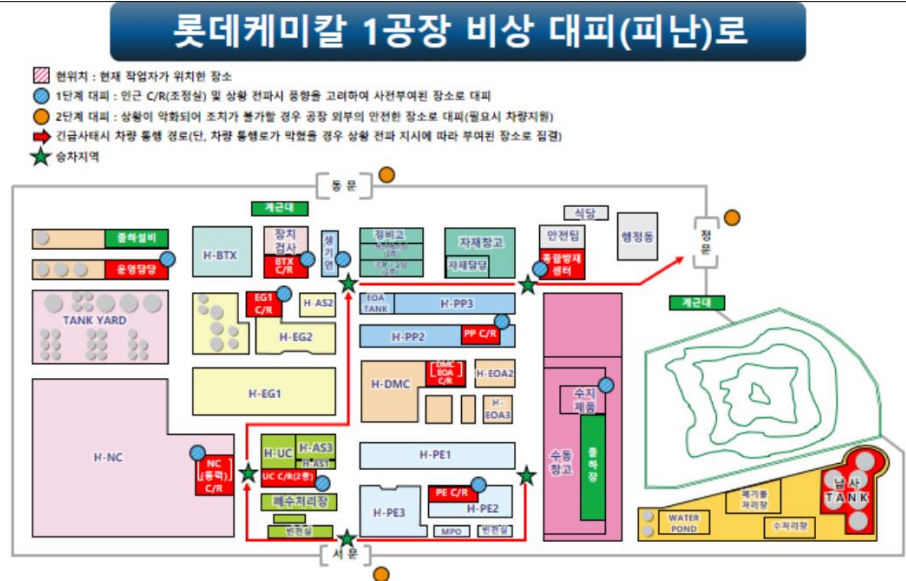 롯데케미칼 1공장 비상 대피(피난)로
현위치 : 현재 작업자가 위치한 장소
1단계 대피 : 인근 C/R(조정실) 및 상황 전파시 풍향을 고려하여 사전부여된 장소로 대피
2단계 대피 : 상황이 악화되어 조치가 불가할 경우 공장 외부의 안전한 장소로 대피(필요시 차량지원)
긴급사태시 차량 통행 경로(단, 차량 통행로가 막혔을 경우 상황 전파 지시에 따라 부여된 장소로 집결)
승차지역
동 문
계근대
식당
출하설비
H-BTX
장치
검사
BTX
C/R
생
기
연
정비고
자재창고
자재담당
안전팀
종합방재
센터
행정동
정
문
운영담당
계근대
TANK YARD
EG1
C/R
H-AS2
H-EG2
EOA
TANK
H-PP3
H-PP2
PP C/R
H-EG1
H-DMC
DMC
EOA
C/R
H-EOA2
H-
EOA3
수지
제품
H-NC
NC
(동력)
C/R
H-UC
H-AS3
H-AS1
UC C/R(2층)
H-PE1
수동
창고
출
하
장
폐수처리장
빈전실
H-PE3
PE C/R
H-PE2
MPO
빈전실
서 문
WATER
POND
폐기물
처리장
수처리장
납 사
TANK